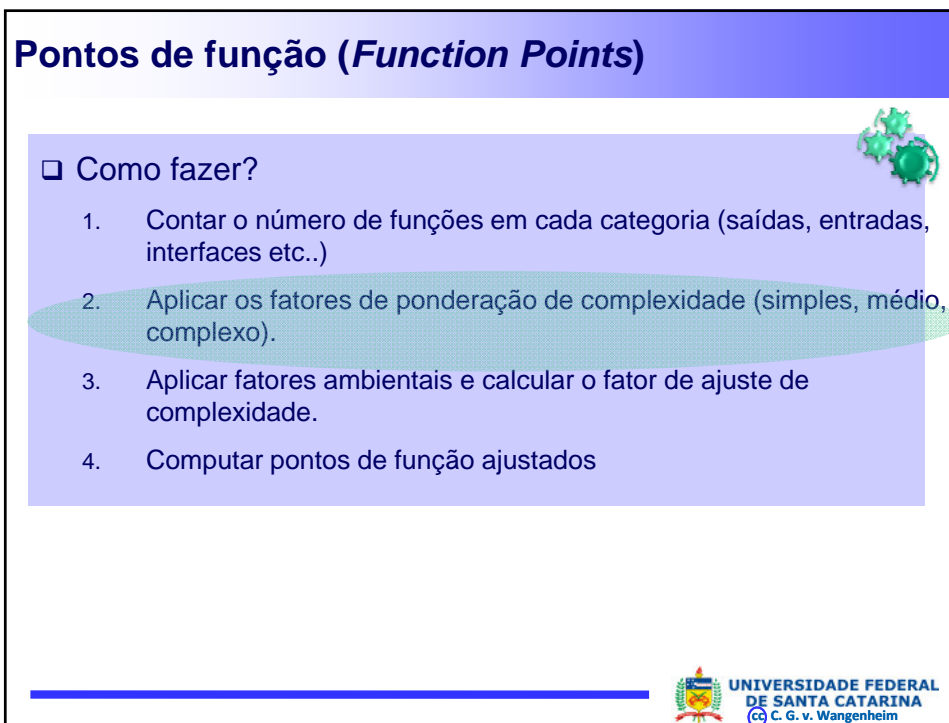 Pontos de função (Function Points)
❑ Como fazer?
1. Contar o número de funções em cada categoria (saídas, entradas,
interfaces etc..)
2. Aplicar os fatores de ponderação de complexidade (simples, médio,
complexo).
3. Aplicar fatores ambientais e calcular o fator de ajuste de
complexidade.
4. Computar pontos de função ajustados
UNIVERSIDADE FEDERAL
DE SANTA CATARINA
cc C. G. v. Wangenheim